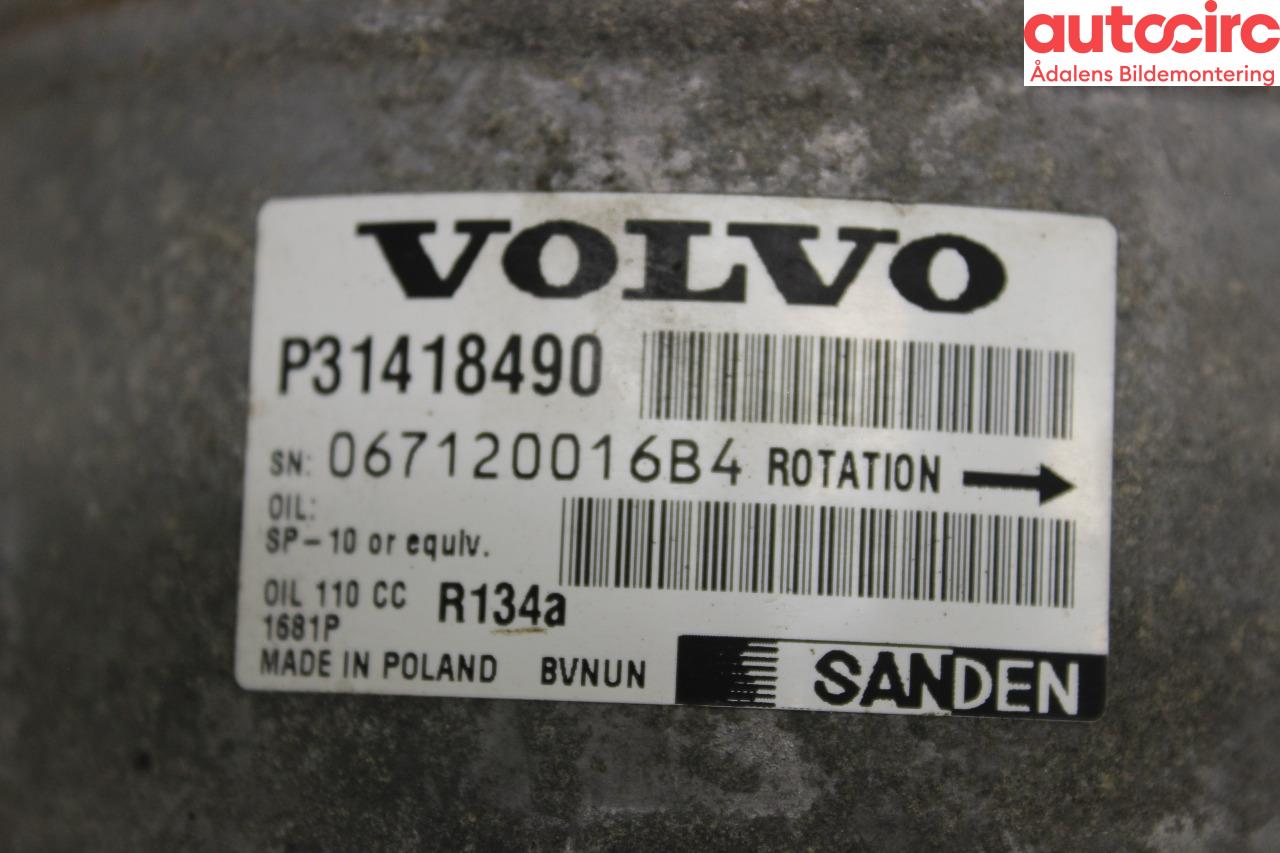 autocirc
Ådalens Bildemontering
VOLVO
P31418490
SN: 067120016B4 ROTATION
OIL:
SP-10 or equiv.
OIL 110 CC R134a
1681P
MADE IN POLAND BVNUN
SANDEN